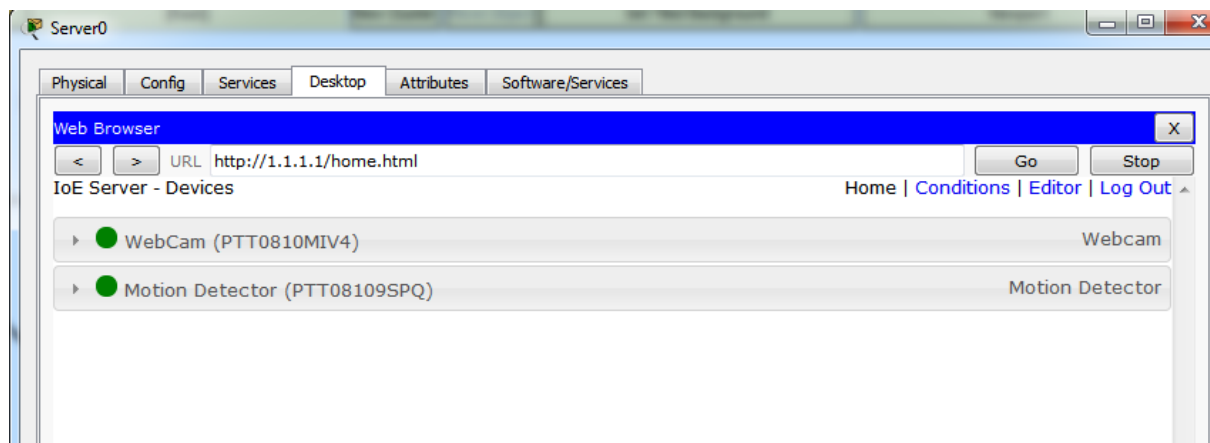 Server0
X
Physical Config Services Desktop Attributes Software/Services
Web Browser X
< > URL http://1.1.1.1/home.html Go Stop
IoE Server - Devices Home | Conditions | Editor | Log Out
WebCam (PTT0810MIV4) Webcam
Motion Detector (PTT08109SPQ) Motion Detector